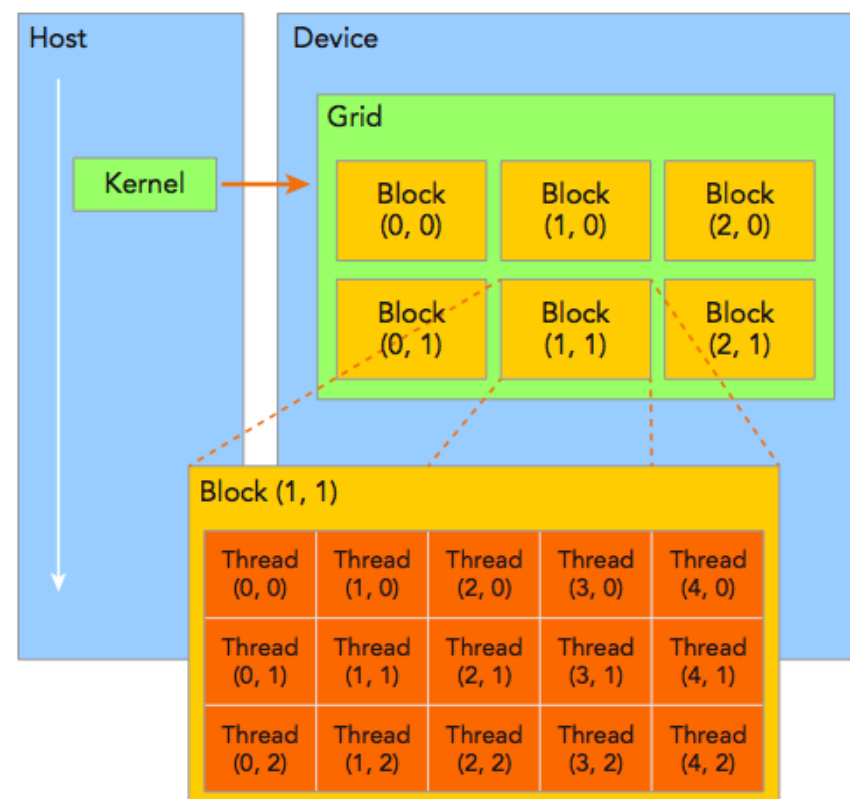 Host
Device
Grid
Kernel
Block
(0, 0)
Block
(1, 0)
Block
(2, 0)
Block
(0, 1)
Block
(1, 1)
Block
(2, 1)
Block (1, 1)
Thread
(0, 0)
Thread
(1, 0)
Thread
(2, 0)
Thread
(3, 0)
Thread
(4, 0)
Thread
(0, 1)
Thread
(1, 1)
Thread
(2, 1)
Thread
(3, 1)
Thread
(4, 1)
Thread
(0, 2)
Thread
(1, 2)
Thread
(2, 2)
Thread
(3, 2)
Thread
(4, 2)